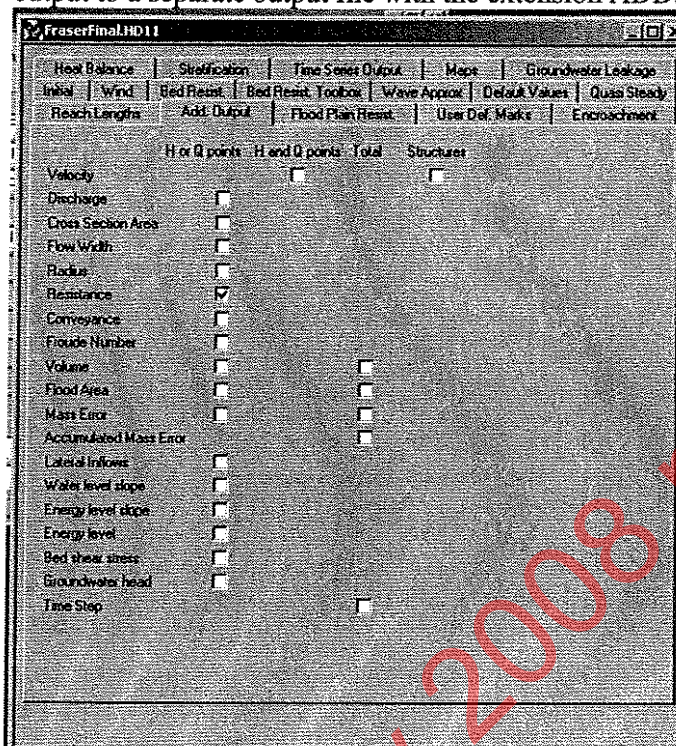 output to a separate output file with the extension HDD
FraserFinal.HD11
Heat Balance Stratification Time Series Output Maps Groundwater Leakage
Initial Wind Bed Resist. Bed Resist. Toolbox Wave Approx Default Values Quasi Steady
Reach Lengths Add. Output Flood Plain Resist. User Def. Marks Encroachment
H or Q points H and Q points Total Structures
Velocity
Discharge
Cross Section Area
Flow Width
Radius
Resistance
Conveyance
Froude Number
Volume
Flood Area
Mass Error
Accumulated Mass Error
Lateral Inflows
Water level slope
Energy level slope
Energy level
Bed shear stress
Groundwater head
Time Step
2008